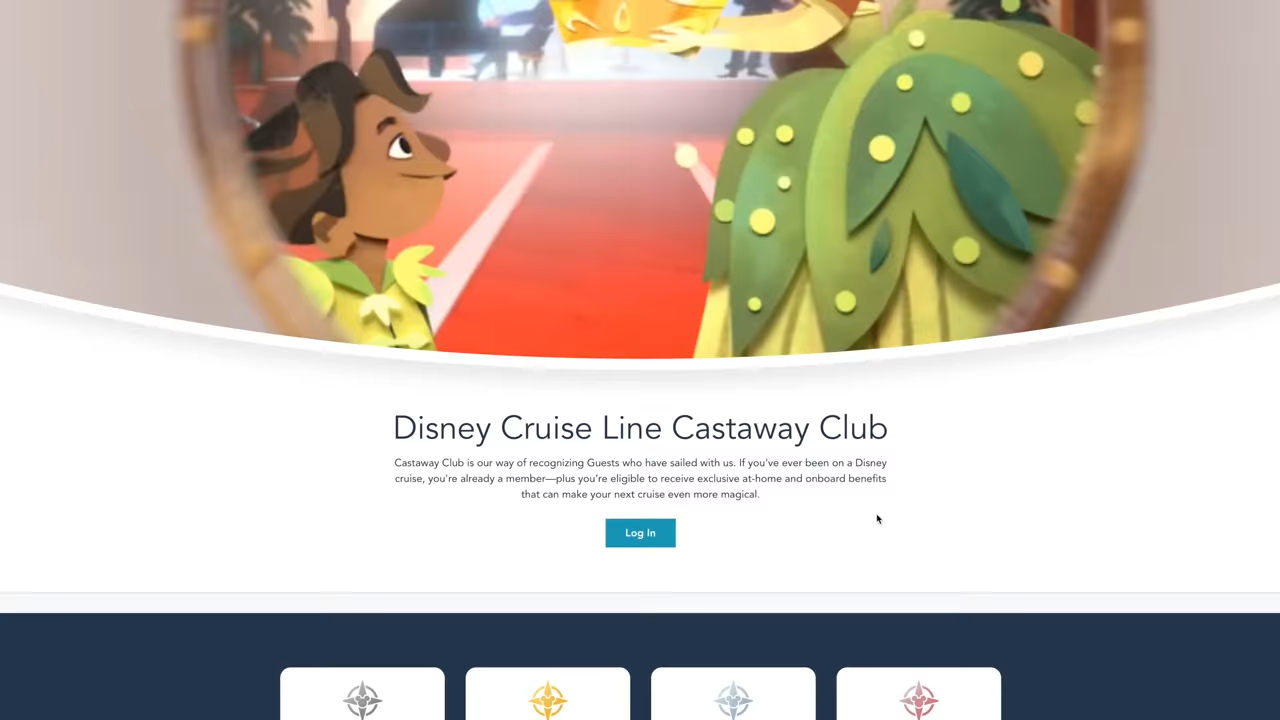 Disney Cruise Line Castaway Club
Castaway Club is our way of recognizing Guests who have sailed with us. If you've ever been on a Disney
cruise, you're already a member—plus you're eligible to receive exclusive at-home and onboard benefits
that can make your next cruise even more magical.
Log In